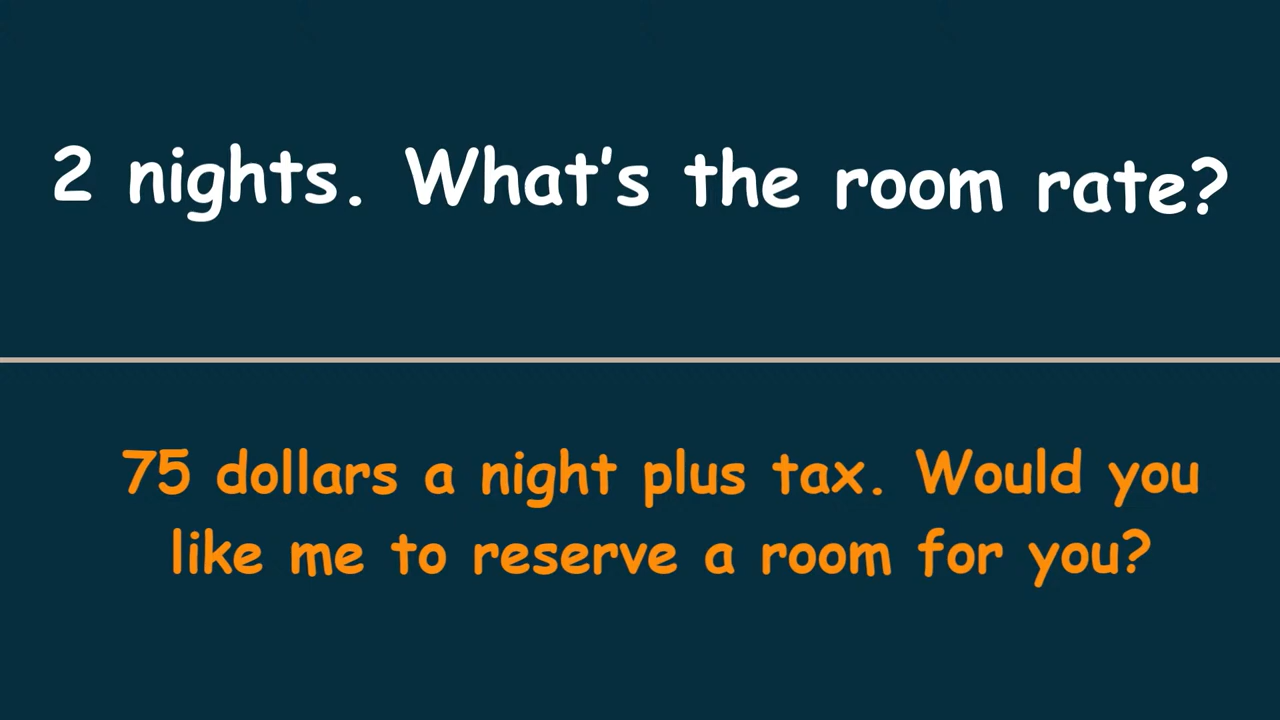 2 nights. What's the room rate?
75 dollars a night plus tax. Would you
like me to reserve a room for you?